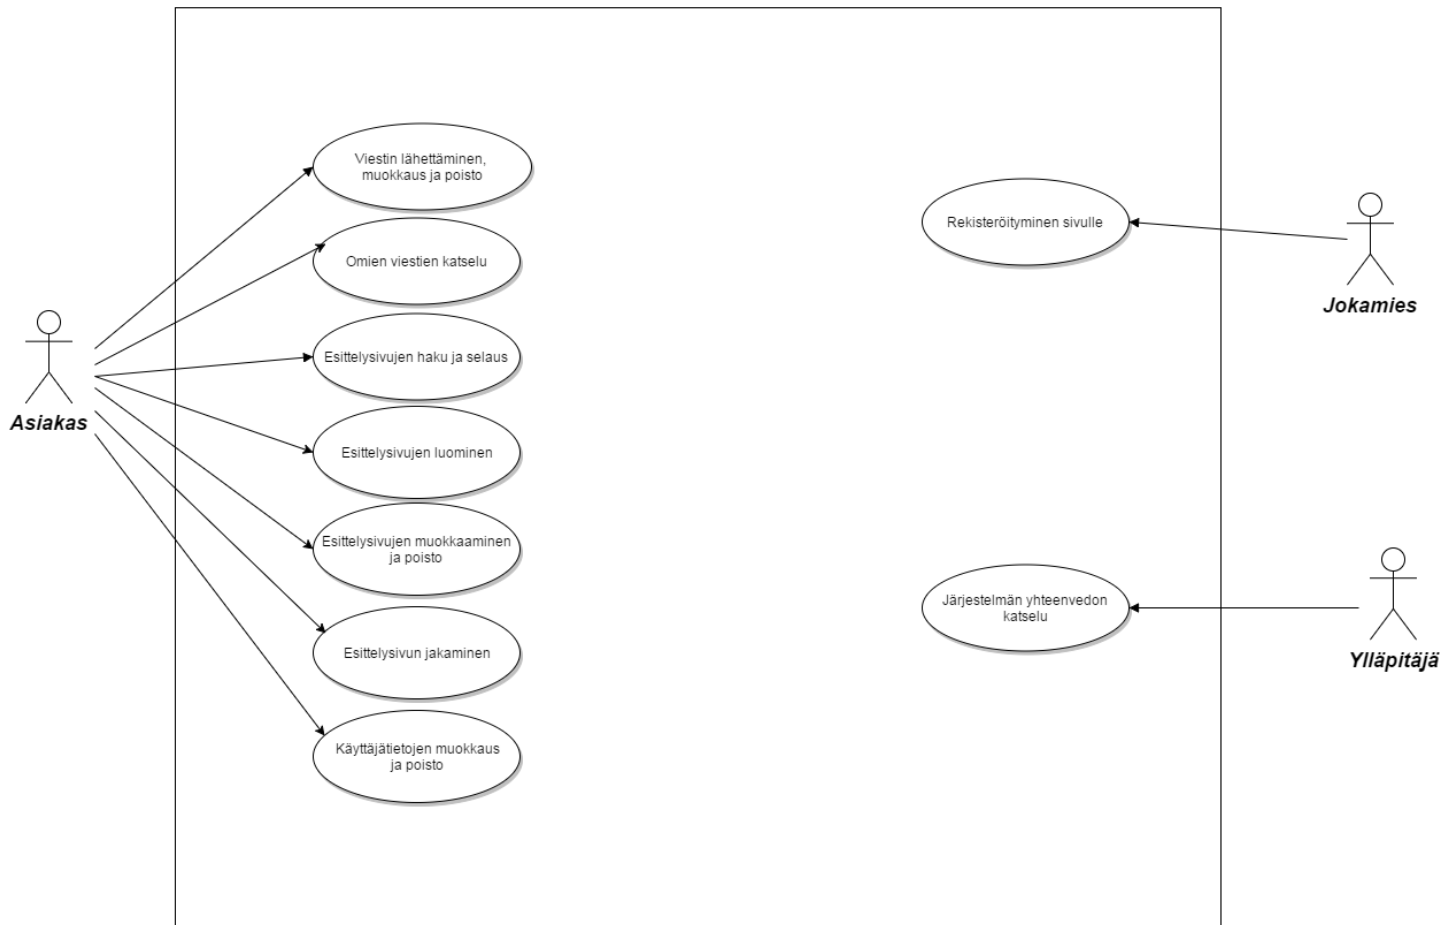 Viestin lähettäminen,
muokkaus ja poisto
Omien viestien katselu
Esittelysivujen haku ja selaus
Asiakas
Esittelysivujen luominen
Esittelysivujen muokkaaminen
ja poisto
Esittelysivun jakaminen
Käyttäjätietojen muokkaus
ja poisto
Rekisteröityminen sivulle
Jokamies
Järjestelmän yhteenvedon
katselu
Ylläpitäjä